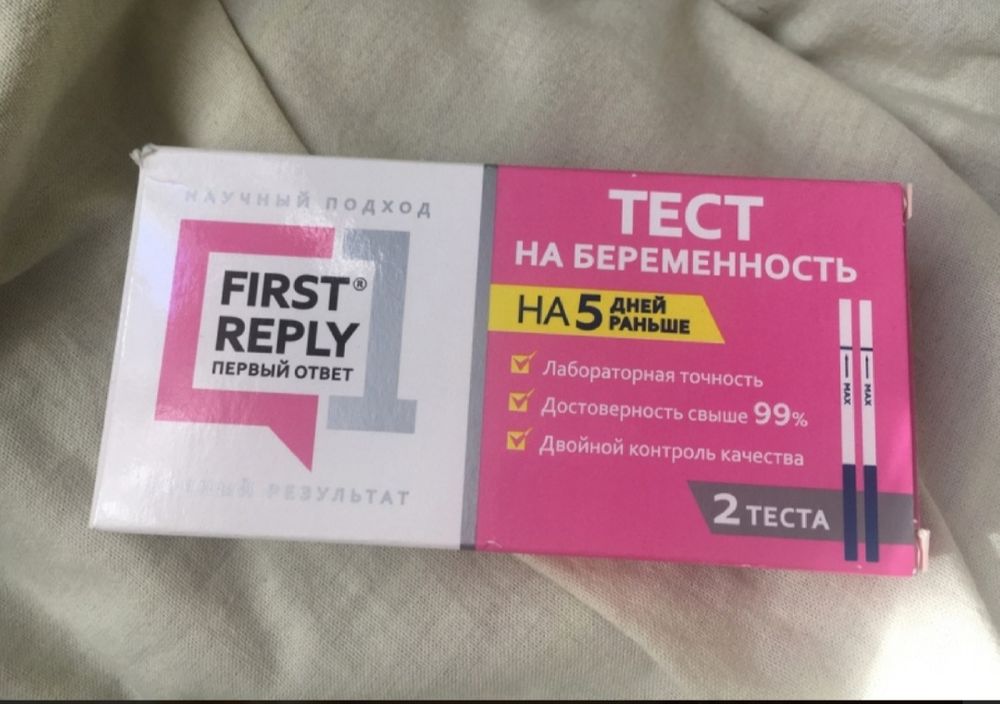 НАУЧНЫЙ ПОДХОД
FIRST®
REPLY
ПЕРВЫЙ ОТВЕТ
РЕЗУЛЬТАТ
ТЕСТ
НА БЕРЕМЕННОСТЬ
НА 5 ДНЕЙ
РАНЬШЕ
Лабораторная точность
Достоверность свыше 99%
Двойной контроль качества
MAX
MAX
2 ТЕСТА